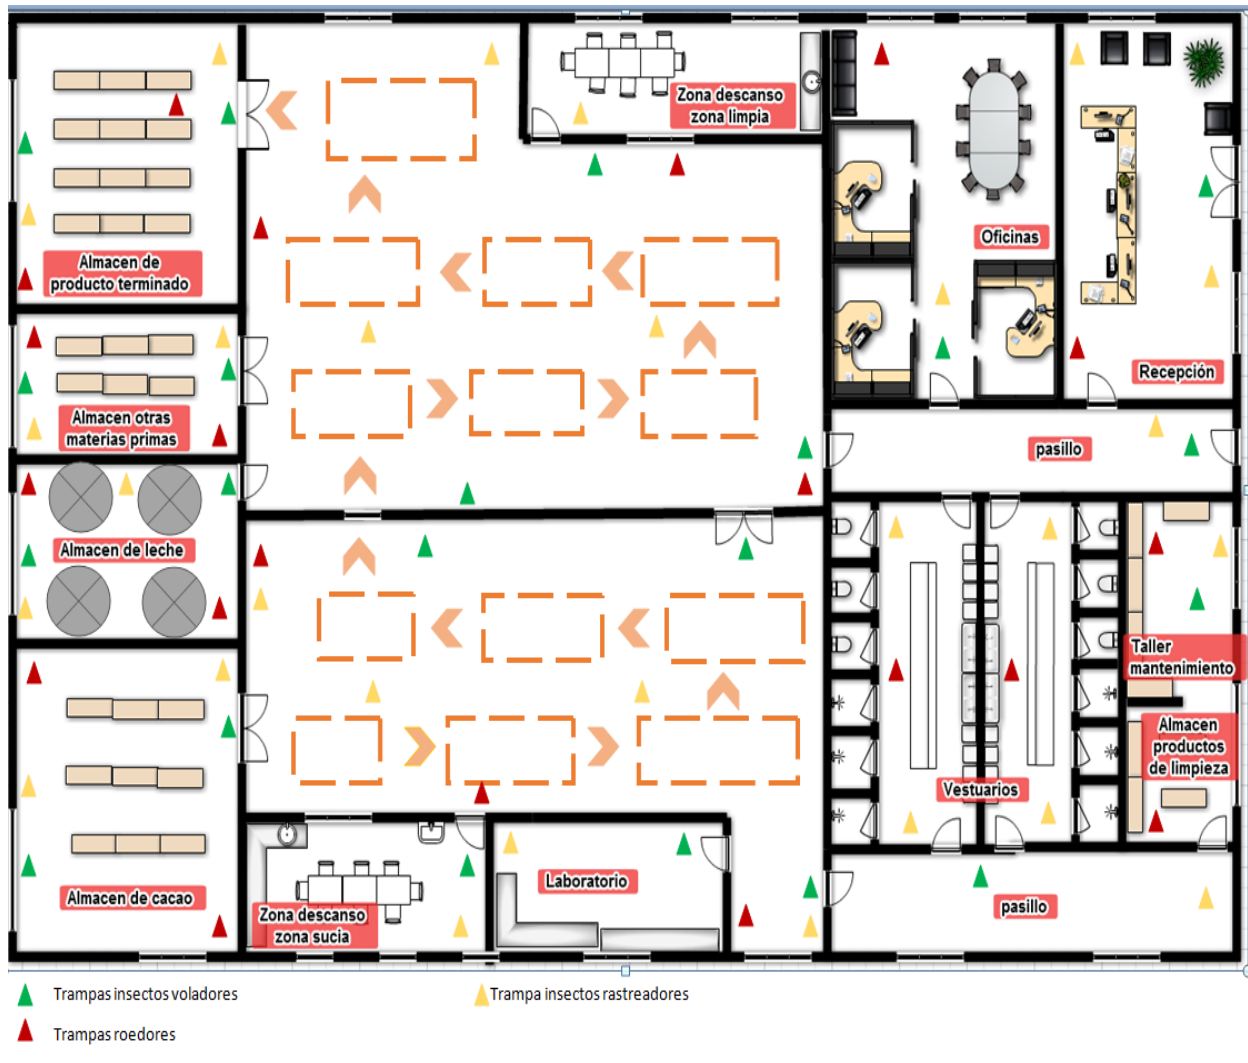 Zona descanso
zona limpia
Oficinas
Almacen de
producto terminado
Recepción
Almacen otras
materias primas
pasillo
Almacen de leche
Taller
mantenimiento
Almacen
productos
de limpieza
Vestuarios
Almacen de cacao
Laboratorio
Zona descanso
zona sucia
pasillo
Trampas insectos voladores
Trampa insectos rastreadores
Trampas roedores